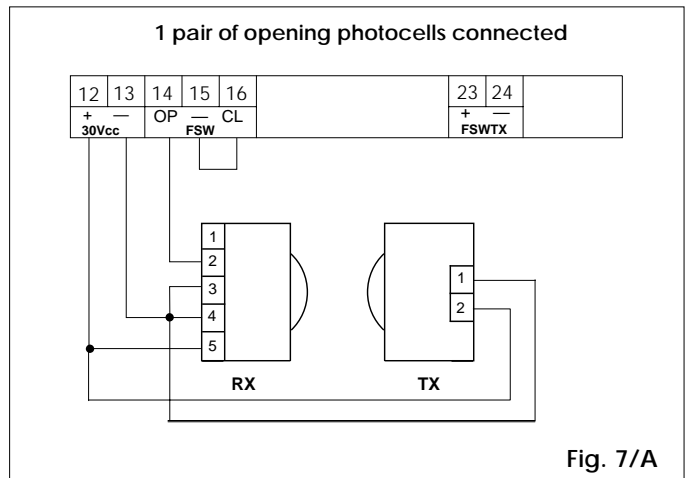 1 pair of opening photocells connected
12 13 14 15 16 23 24
+ — OP — CL + —
30Vcc FSW FSWTX
1
2
3
4
5
1
2
RX TX
Fig. 7/A